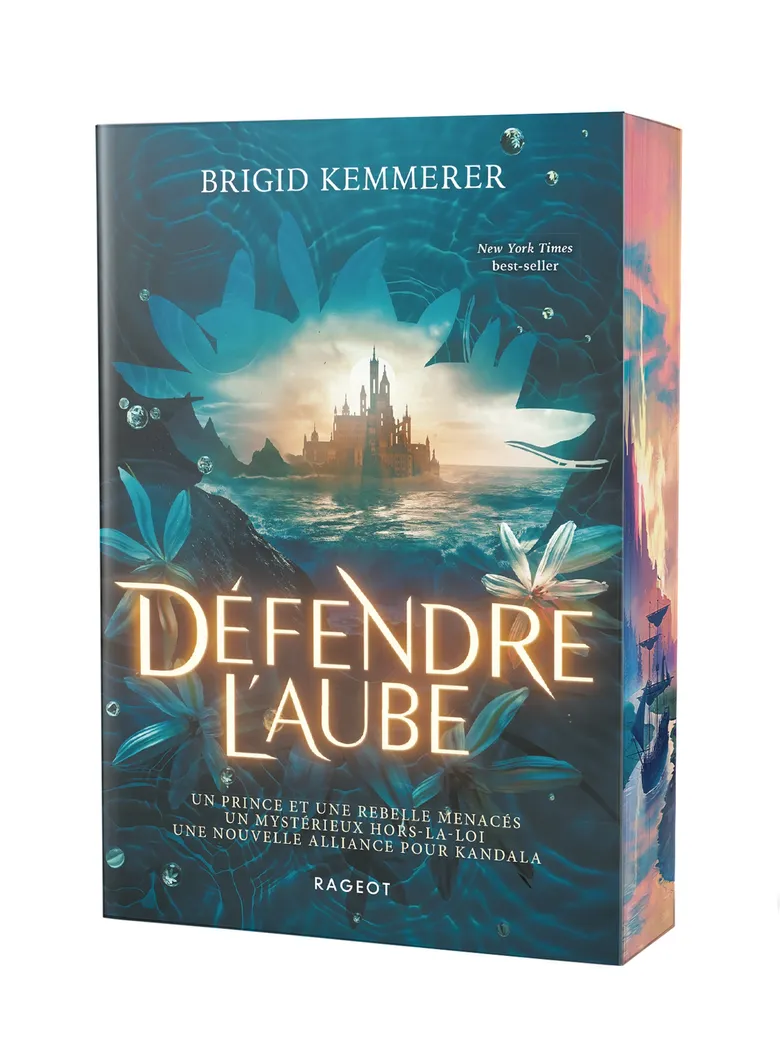 BRIGID KEMMERER
New York Times
best-seller
DÉFENDRE
L'AUBE
UN PRINCE ET UNE REBELLE MENACÉS
UN MYSTÉRIEUX HORS-LA-LOI
UNE NOUVELLE ALLIANCE POUR KANDALA
RAGEOT